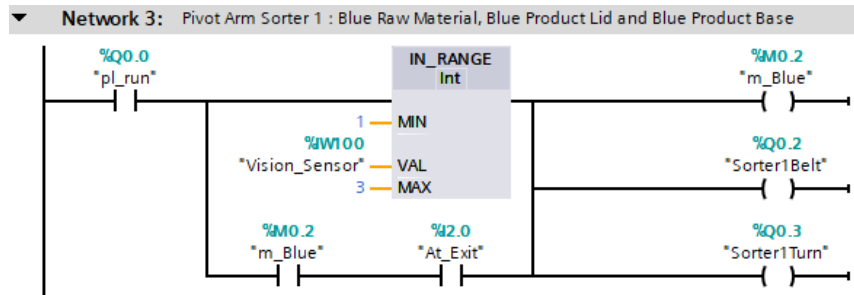 Network 3: Pivot Arm Sorter 1 : Blue Raw Material, Blue Product Lid and Blue Product Base
%Q0.0
"pl_run"
IN_RANGE
Int
%M0.2
"m_Blue"
1 MIN
%IW100
"Vision_Sensor" VAL
3 MAX
%Q0.2
"Sorter1Belt"
%M0.2
"m_Blue"
%I2.0
"At_Exit"
%Q0.3
"Sorter1Turn"